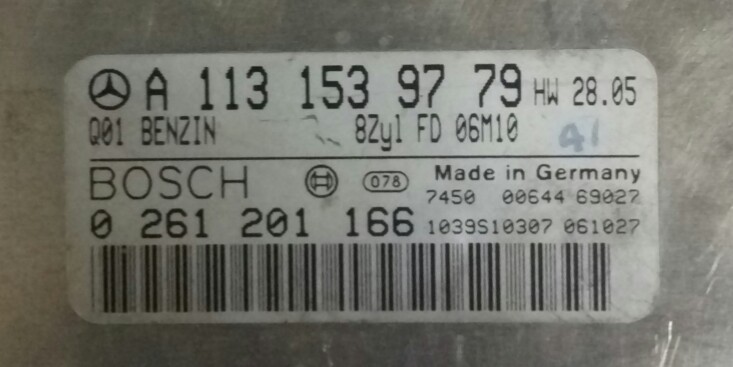 A 113 153 97 79 HW 28.05
Q01 BENZIN 8Zyl FD 06M10 A1
BOSCH 078 Made in Germany
7450 00644 69027
0 261 201 166 1039S10307 061027